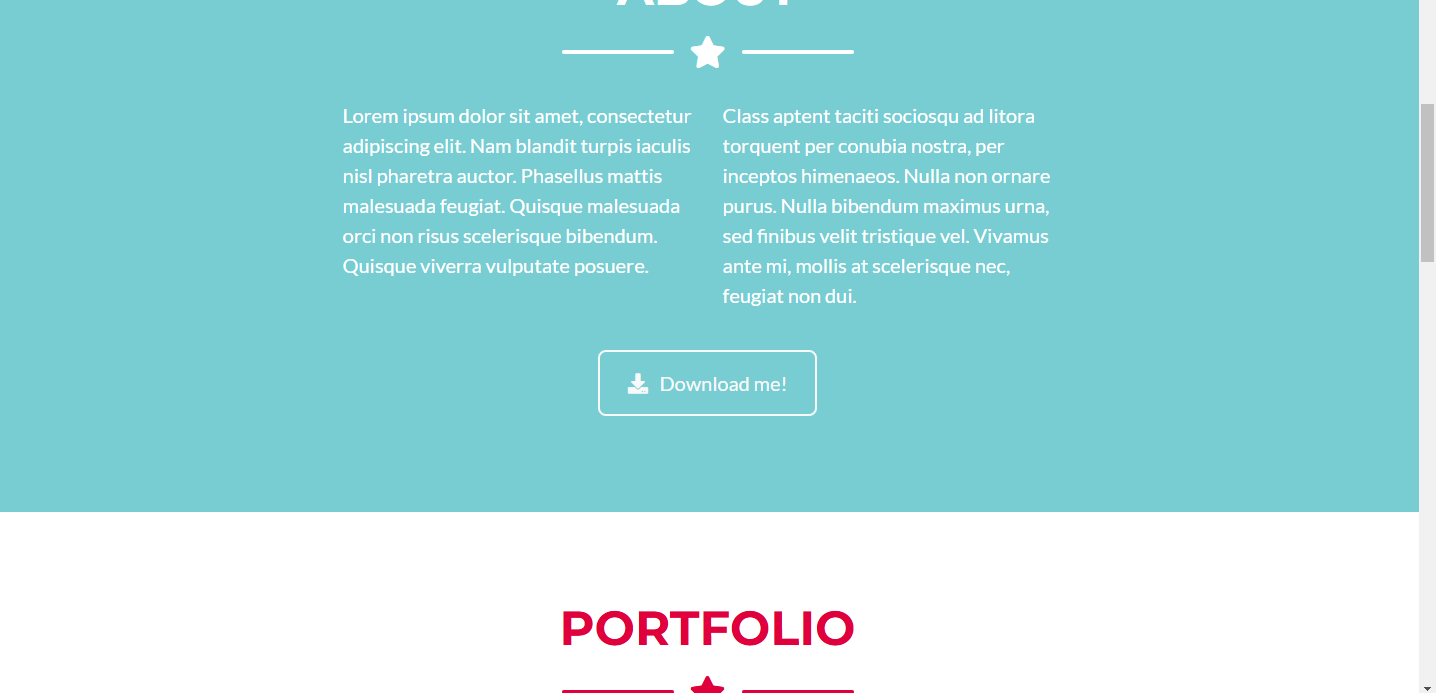 ABOUT
Lorem ipsum dolor sit amet, consectetur
adipiscing elit. Nam blandit turpis iaculis
nisl pharetra auctor. Phasellus mattis
malesuada feugiat. Quisque malesuada
orci non risus scelerisque bibendum.
Quisque viverra vulputate posuere.
Class aptent taciti sociosqu ad litora
torquent per conubia nostra, per
inceptos himenaeos. Nulla non ornare
purus. Nulla bibendum maximus urna,
sed finibus velit tristique vel. Vivamus
ante mi, mollis at scelerisque nec,
feugiat non dui.
Download me!
PORTFOLIO